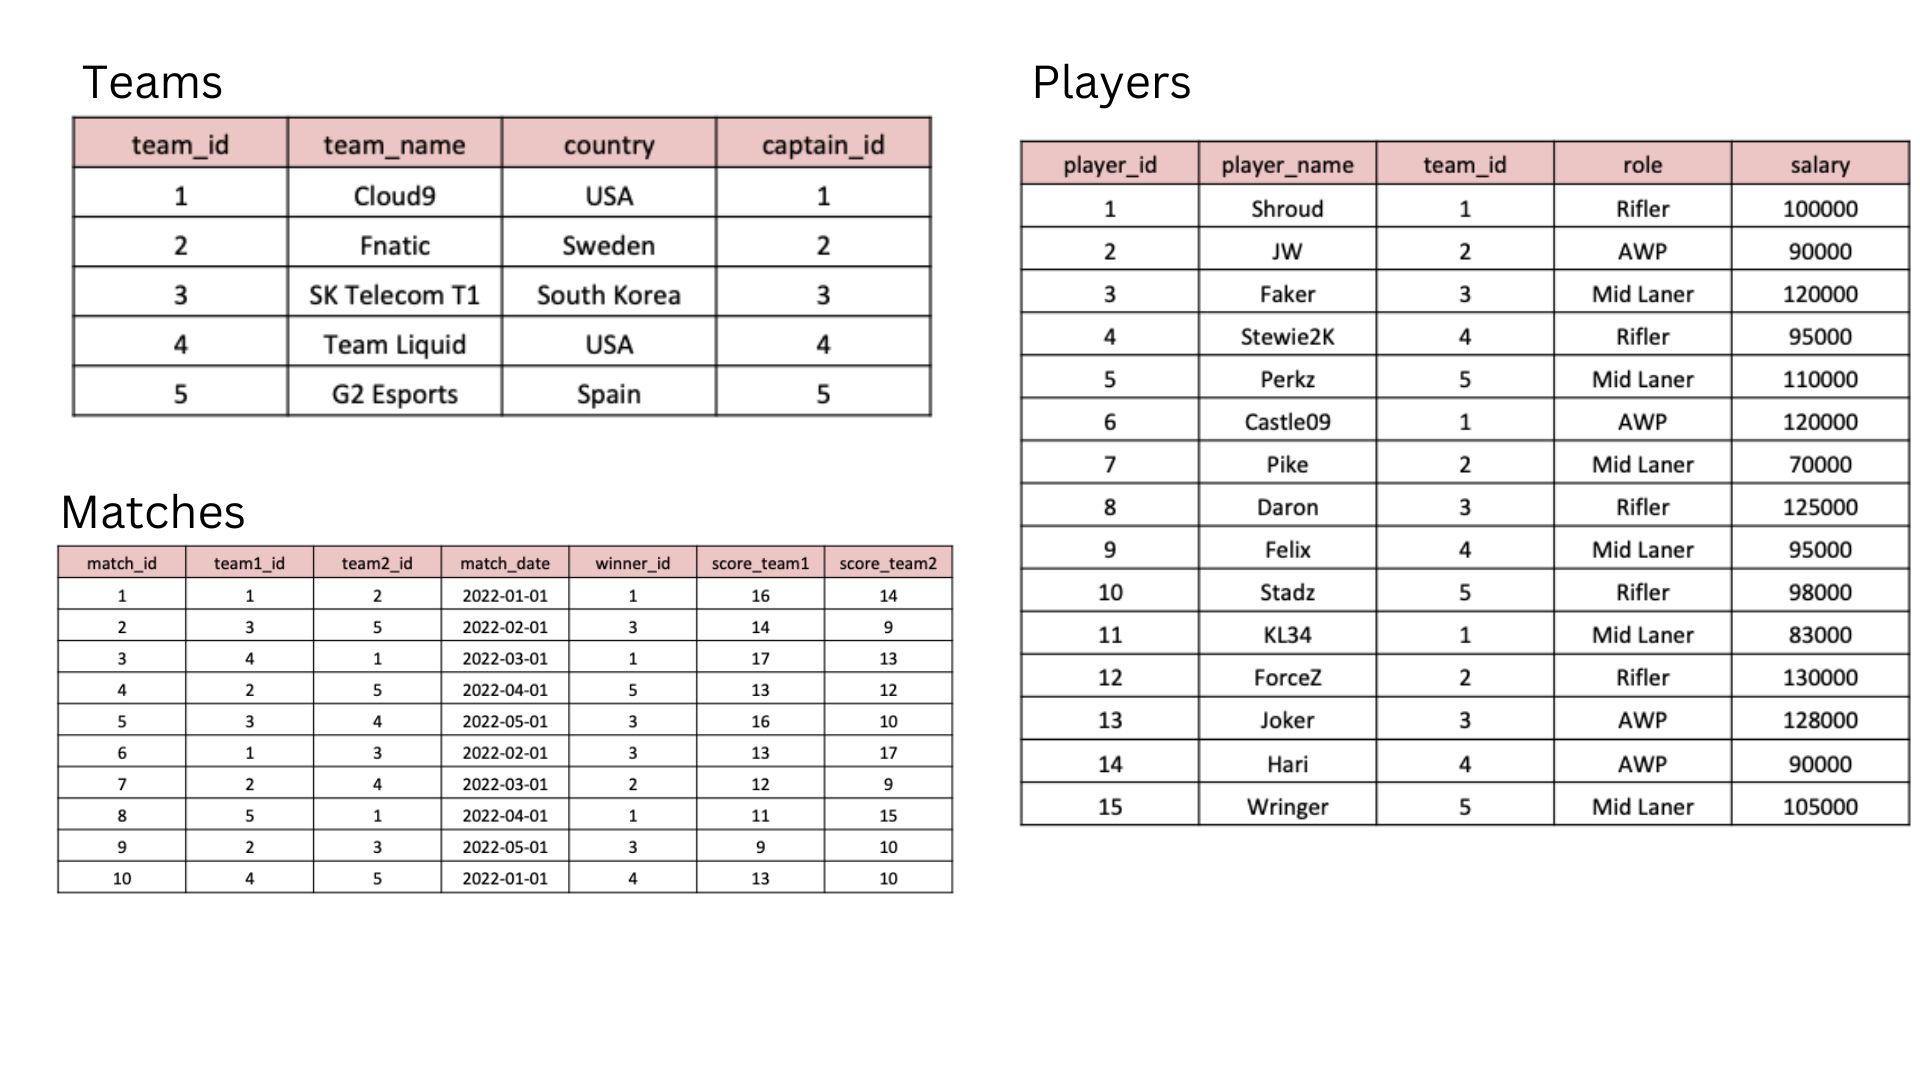 Teams
team_id team_name country captain_id
1 Cloud9 USA 1
2 Fnatic Sweden 2
3 SK Telecom T1 South Korea 3
4 Team Liquid USA 4
5 G2 Esports Spain 5
Matches
match_id team1_id team2_id match_date winner_id score_team1 score_team2
1 1 2 2022-01-01 1 16 14
2 3 5 2022-02-01 3 14 9
3 4 1 2022-03-01 1 17 13
4 2 5 2022-04-01 5 13 12
5 3 4 2022-05-01 3 16 10
6 1 3 2022-02-01 3 13 17
7 2 4 2022-03-01 2 12 9
8 5 1 2022-04-01 1 11 15
9 2 3 2022-05-01 3 9 10
10 4 5 2022-01-01 4 13 10
Players
player_id player_name team_id role salary
1 Shroud 1 Rifler 100000
2 JW 2 AWP 90000
3 Faker 3 Mid Laner 120000
4 Stewie2K 4 Rifler 95000
5 Perkz 5 Mid Laner 110000
6 Castle09 1 AWP 120000
7 Pike 2 Mid Laner 70000
8 Daron 3 Rifler 125000
9 Felix 4 Mid Laner 95000
10 Stadz 5 Rifler 98000
11 KL34 1 Mid Laner 83000
12 ForceZ 2 Rifler 130000
13 Joker 3 AWP 128000
14 Hari 4 AWP 90000
15 Wringer 5 Mid Laner 105000